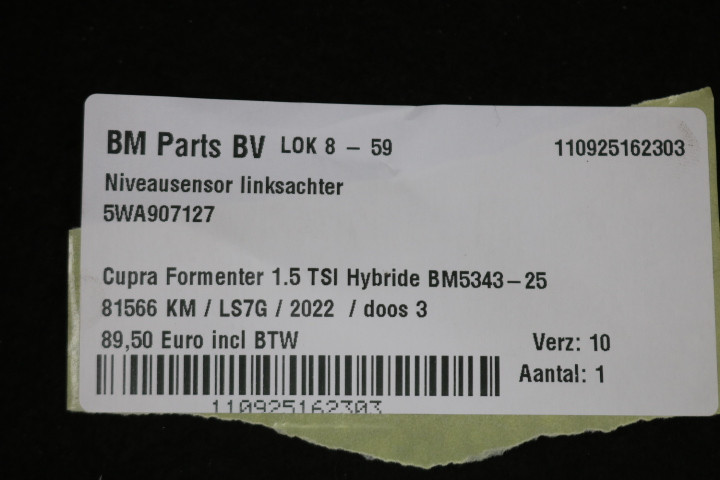 BM Parts BV LOK 8 – 59 110925162303
Niveausensor linksachter
5WA907127
Cupra Formenter 1.5 TSI Hybride BM5343–25
81566 KM / LS7G / 2022 / doos 3
89,50 Euro incl BTW Verz: 10
Aantal: 1
110925162303